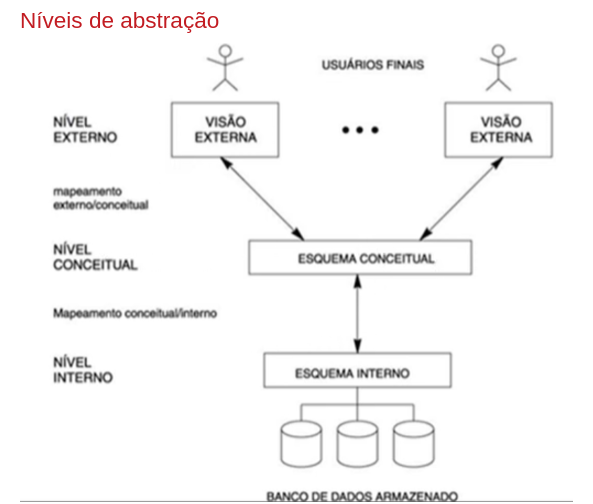 Níveis de abstração
USUÁRIOS FINAIS
NÍVEL
EXTERNO
VISÃO
EXTERNA
VISÃO
EXTERNA
mapeamento
externo/conceitual
NÍVEL
CONCEITUAL
ESQUEMA CONCEITUAL
Mapeamento conceitual/interno
NÍVEL
INTERNO
ESQUEMA INTERNO
BANCO DE DADOS ARMAZENADO